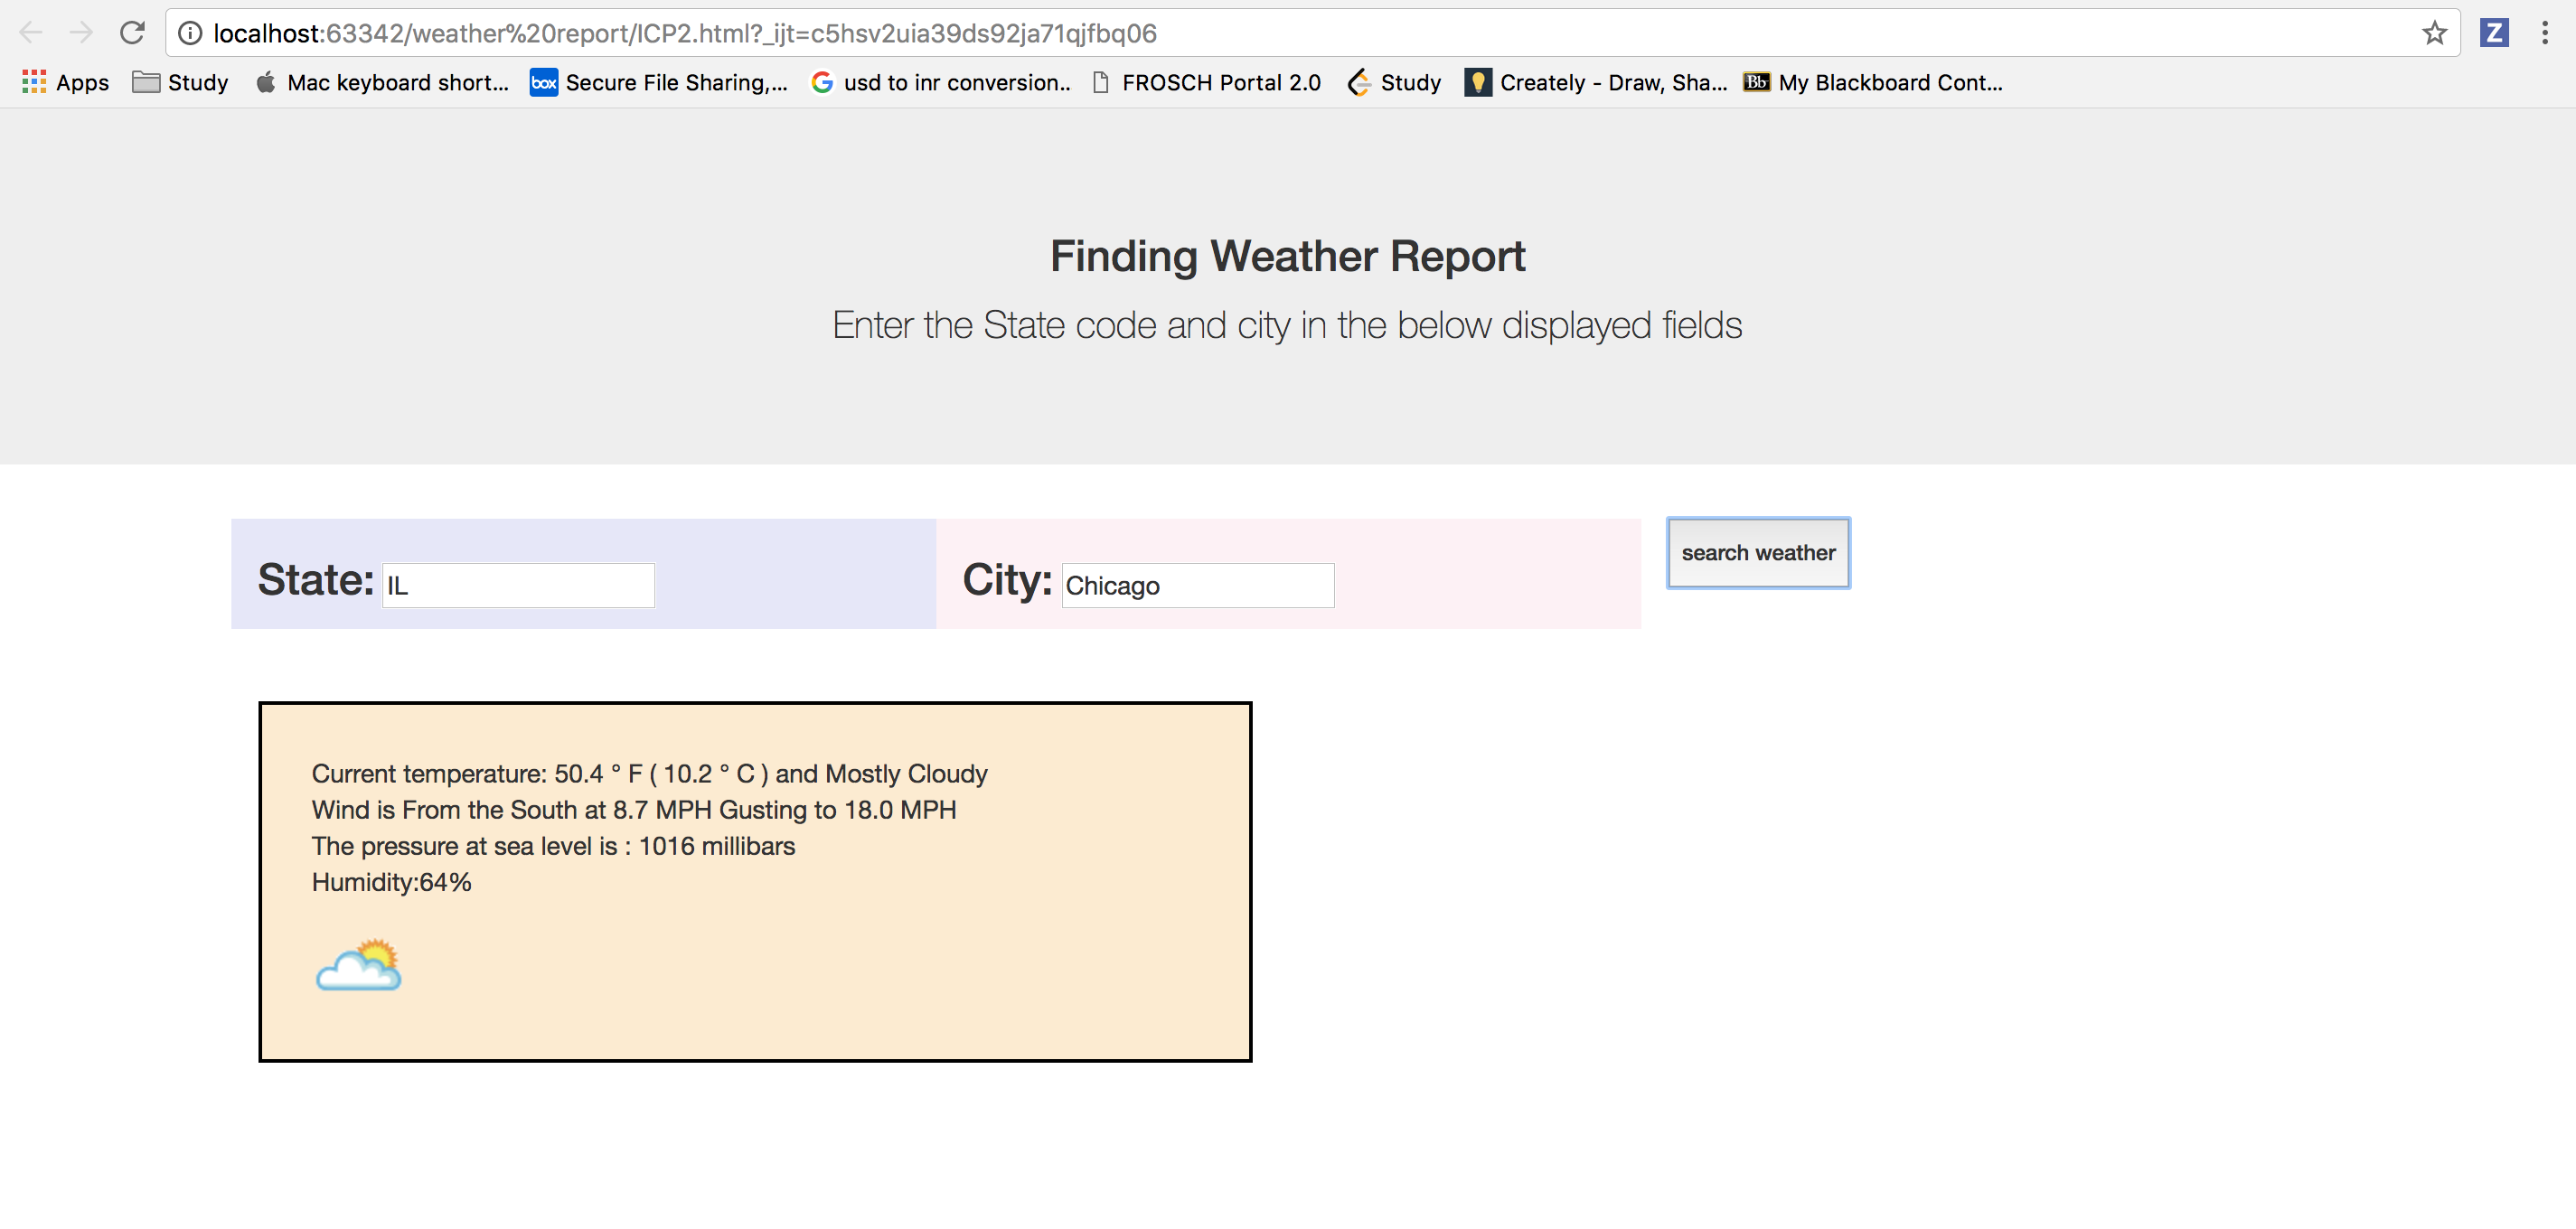 localhost:63342/weather%20report/ICP2.html?_ijt=c5hsv2uia39ds92ja71qjfbq06
Z
Apps Study Mac keyboard short... box Secure File Sharing,... G usd to inr conversion.. FROSCH Portal 2.0 Study Creately - Draw, Sha... Bb My Blackboard Cont...
Finding Weather Report
Enter the State code and city in the below displayed fields
State: IL City: Chicago search weather
Current temperature: 50.4 ° F ( 10.2 ° C ) and Mostly Cloudy
Wind is From the South at 8.7 MPH Gusting to 18.0 MPH
The pressure at sea level is : 1016 millibars
Humidity:64%